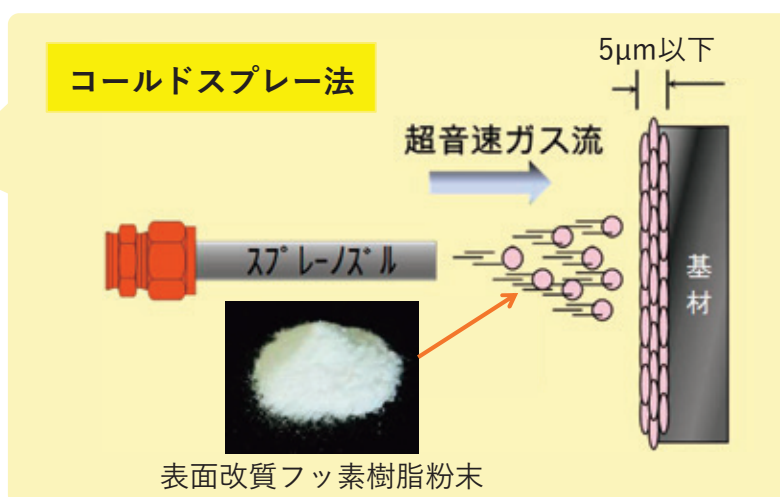 コールドスプレー法
5μm以下
超音速ガス流
スプレーノズル
基材
表面改質フッ素樹脂粉末